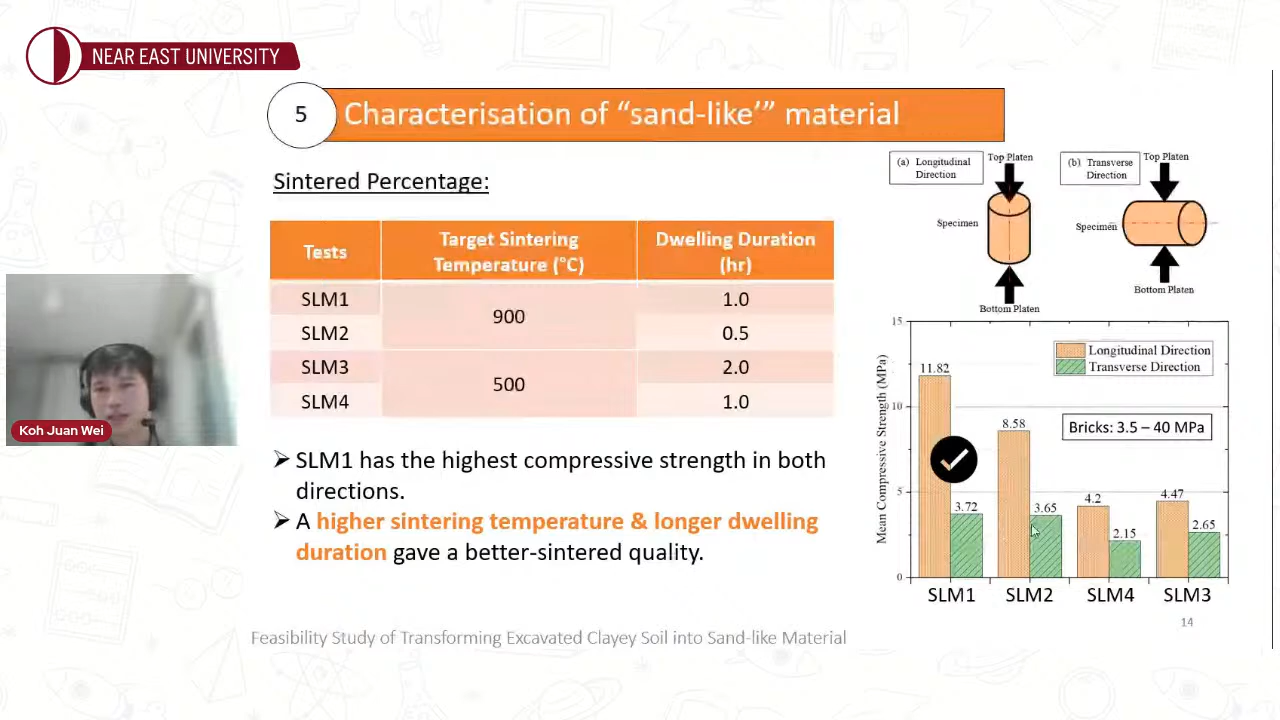 NEAR EAST UNIVERSITY
5
Characterisation of “sand-like’” material
Sintered Percentage:
Tests
Target Sintering
Temperature (°C)
Dwelling Duration
(hr)
SLM1
900
1.0
SLM2
0.5
SLM3
500
2.0
SLM4
1.0
➢ SLM1 has the highest compressive strength in both
directions.
➢ A higher sintering temperature & longer dwelling
duration gave a better-sintered quality.
(a) Longitudinal
Direction
Top Platen
Specimen
Bottom Platen
(b) Transverse
Direction
Top Platen
Specimen
Bottom Platen
Mean Compressive Strength (MPa)
15
10
5
0
Longitudinal Direction
Transverse Direction
Bricks: 3.5 – 40 MPa
11.82
3.72
8.58
3.65
4.2
2.15
4.47
2.65
SLM1
SLM2
SLM4
SLM3
14
Feasibility Study of Transforming Excavated Clayey Soil into Sand-like Material
Koh Juan Wei